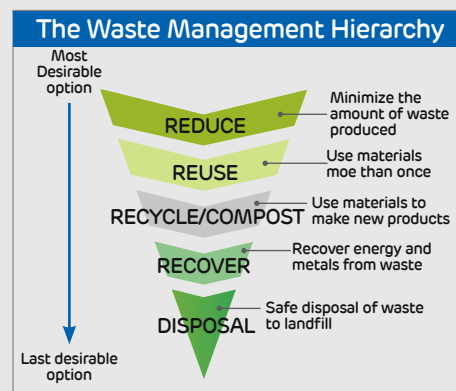 The Waste Management Hierarchy
Most
Desirable
option
REDUCE
Minimize the
amount of waste
produced
REUSE
Use materials
moe than once
RECYCLE/COMPOST
Use materials to
make new products
RECOVER
Recover energy and
metals from waste
DISPOSAL
Safe disposal of waste
to landfill
Last desirable
option